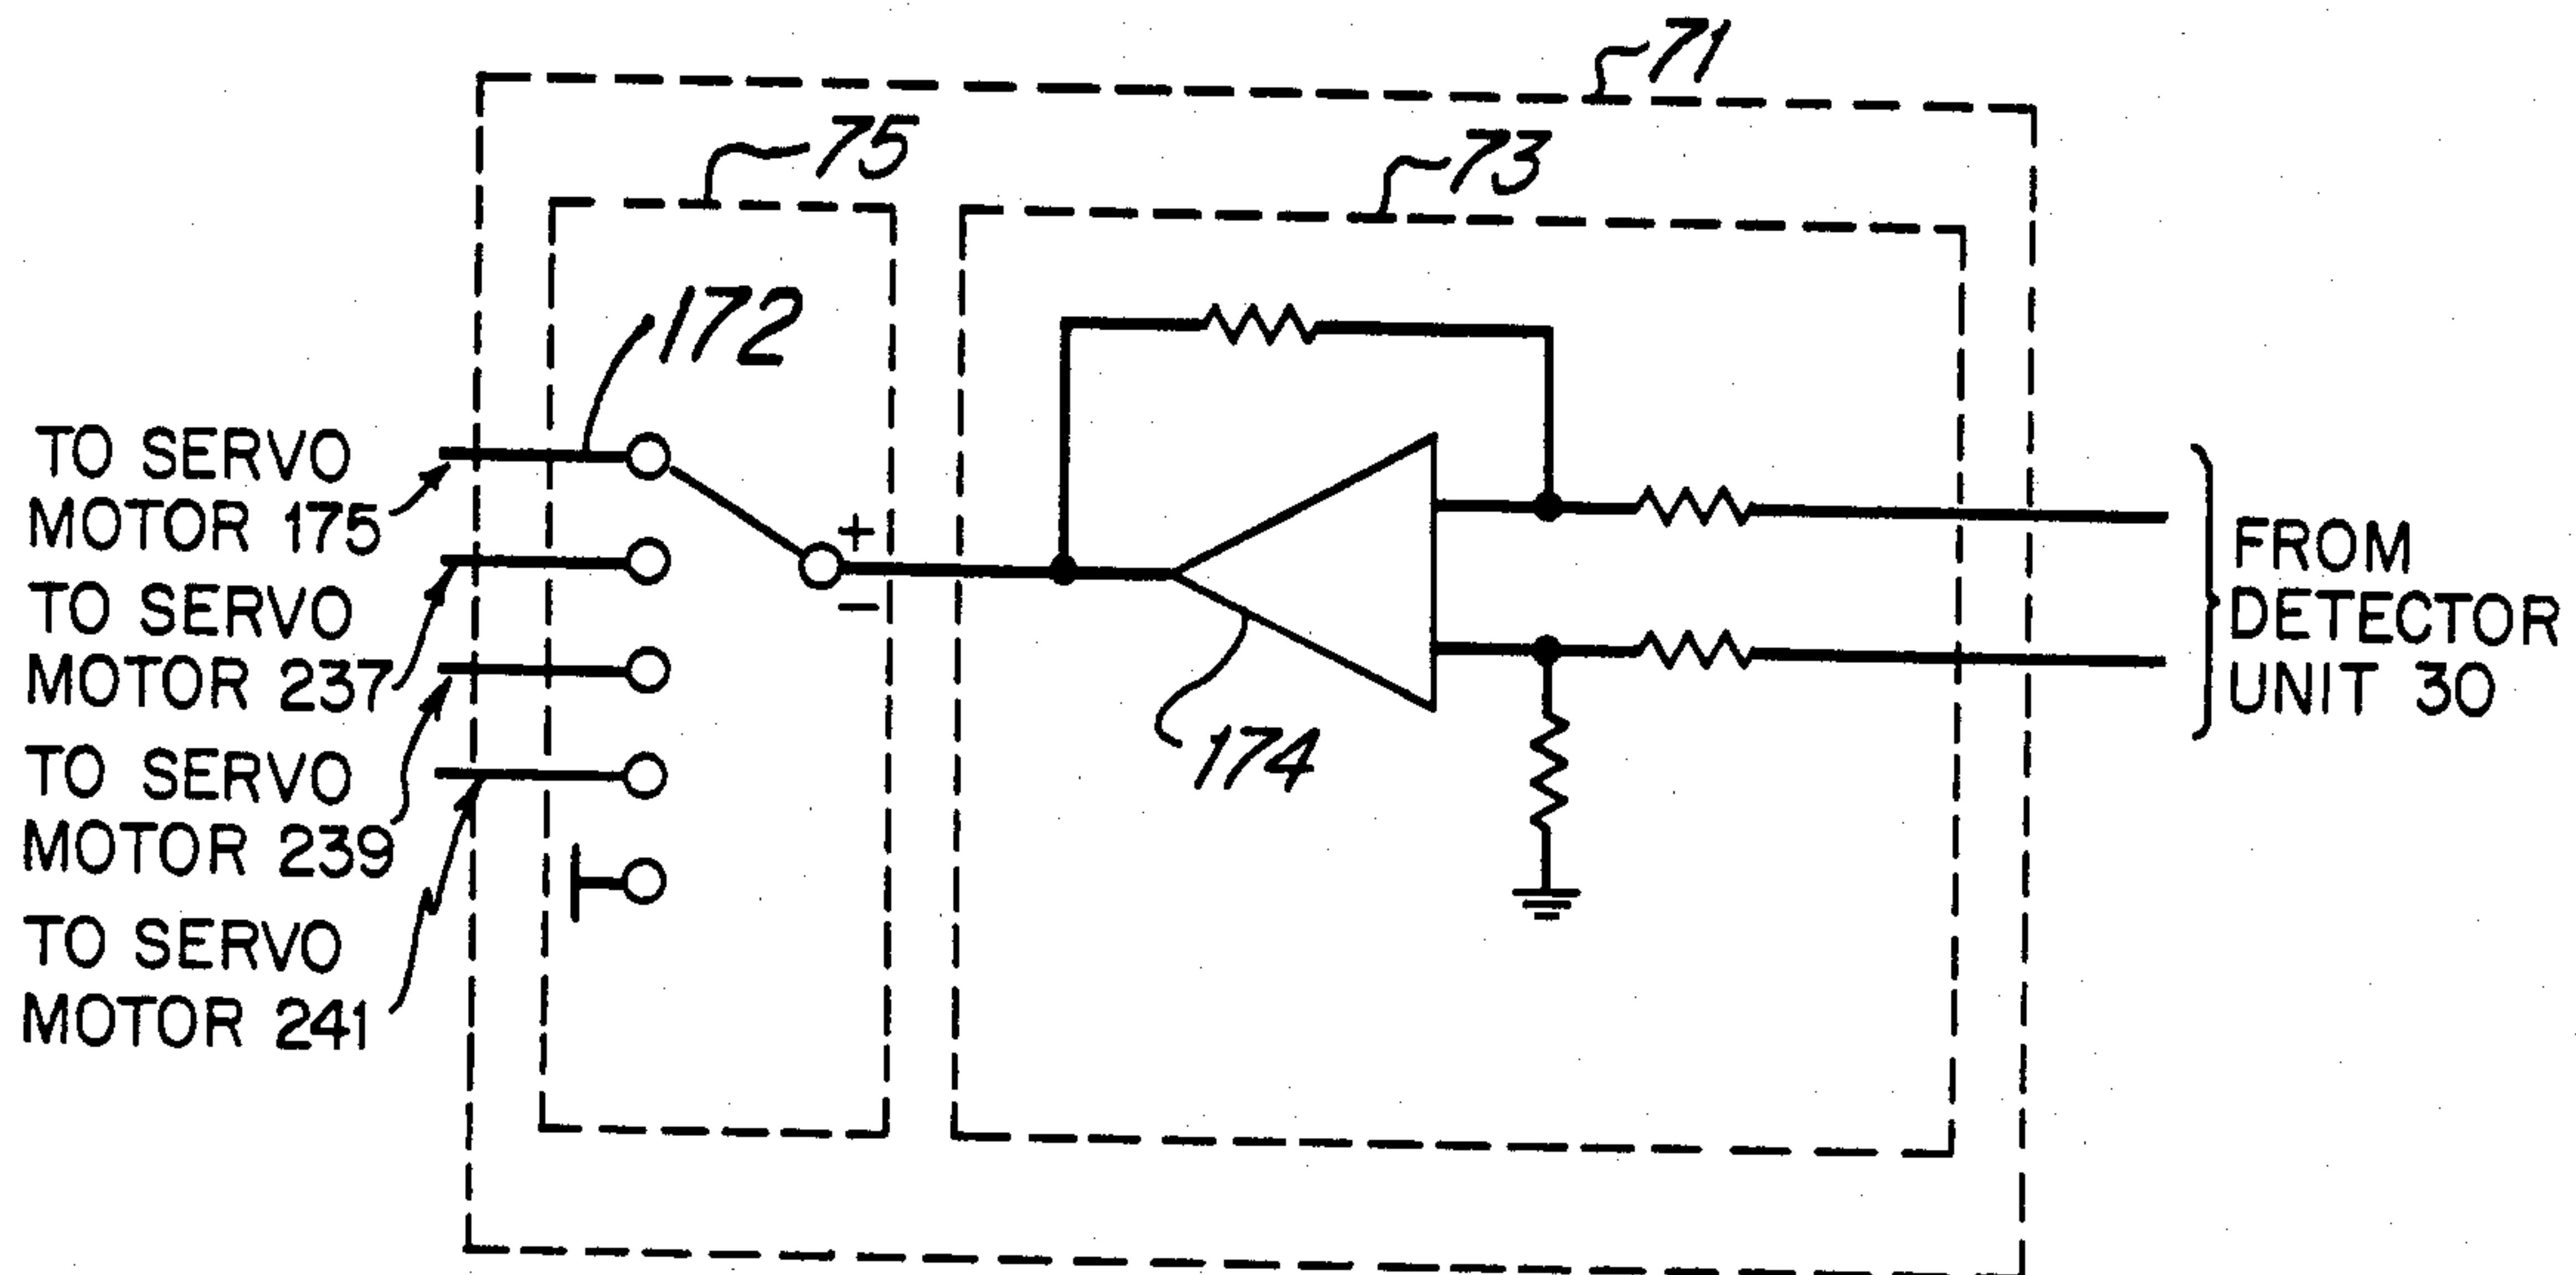 71
75
73
172
TO SERVO
MOTOR 175
+
-
TO SERVO
MOTOR 237
TO SERVO
MOTOR 239
TO SERVO
MOTOR 241
174
FROM
DETECTOR
UNIT 30